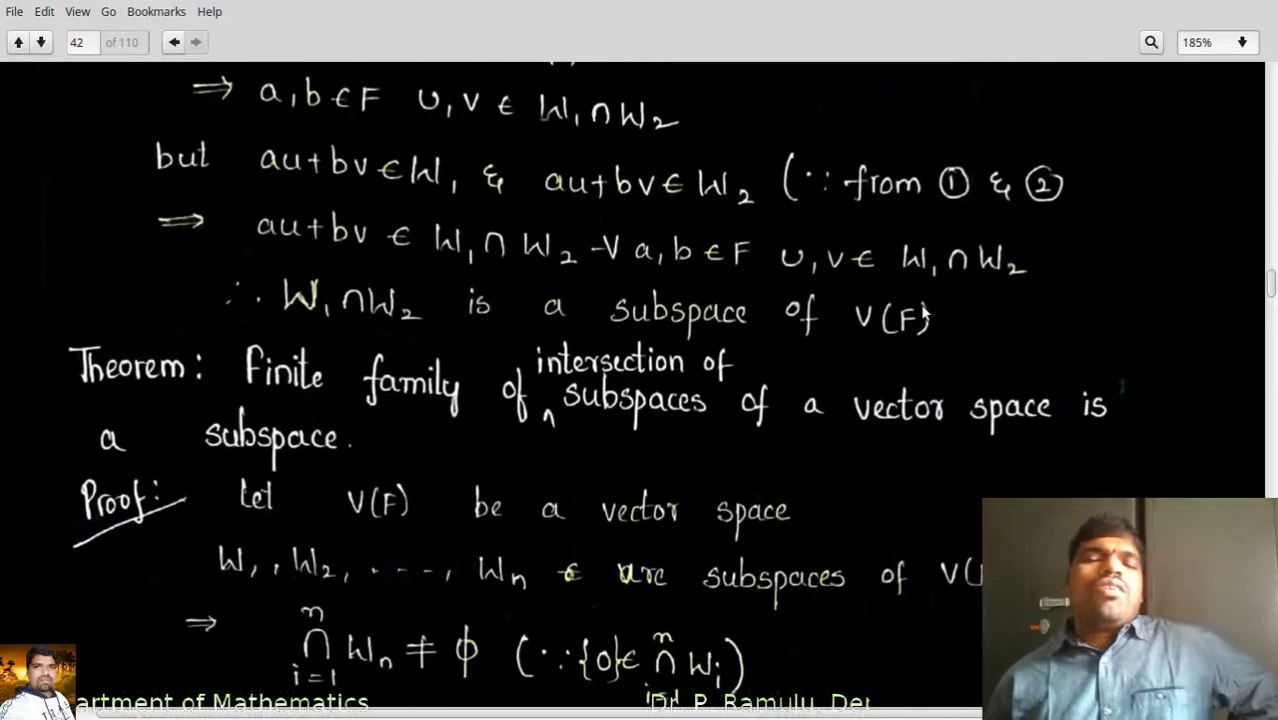 File Edit View Go Bookmarks Help
42 of 110 185%
⇒ a, b ∈ F u, v ∈ W₁ ∩ W₂
but au + bv ∈ W₁ & au + bv ∈ W₂ (∵ from ① & ②
⇒ au + bv ∈ W₁ ∩ W₂ ∀ a, b ∈ F u, v ∈ W₁ ∩ W₂
∴ W₁ ∩ W₂ is a subspace of V(F)
Theorem: Finite family of ^ intersection of subspaces of a vector space is
a subspace.
Proof: Let V(F) be a vector space
W₁, W₂, ...., Wn are subspaces of V(
⇒ n ∩ i=1 Wn ≠ φ (∵ {0} ∈ n ∩ i=1 Wi)
artment of Mathematics Dr. P. Ramulu, De